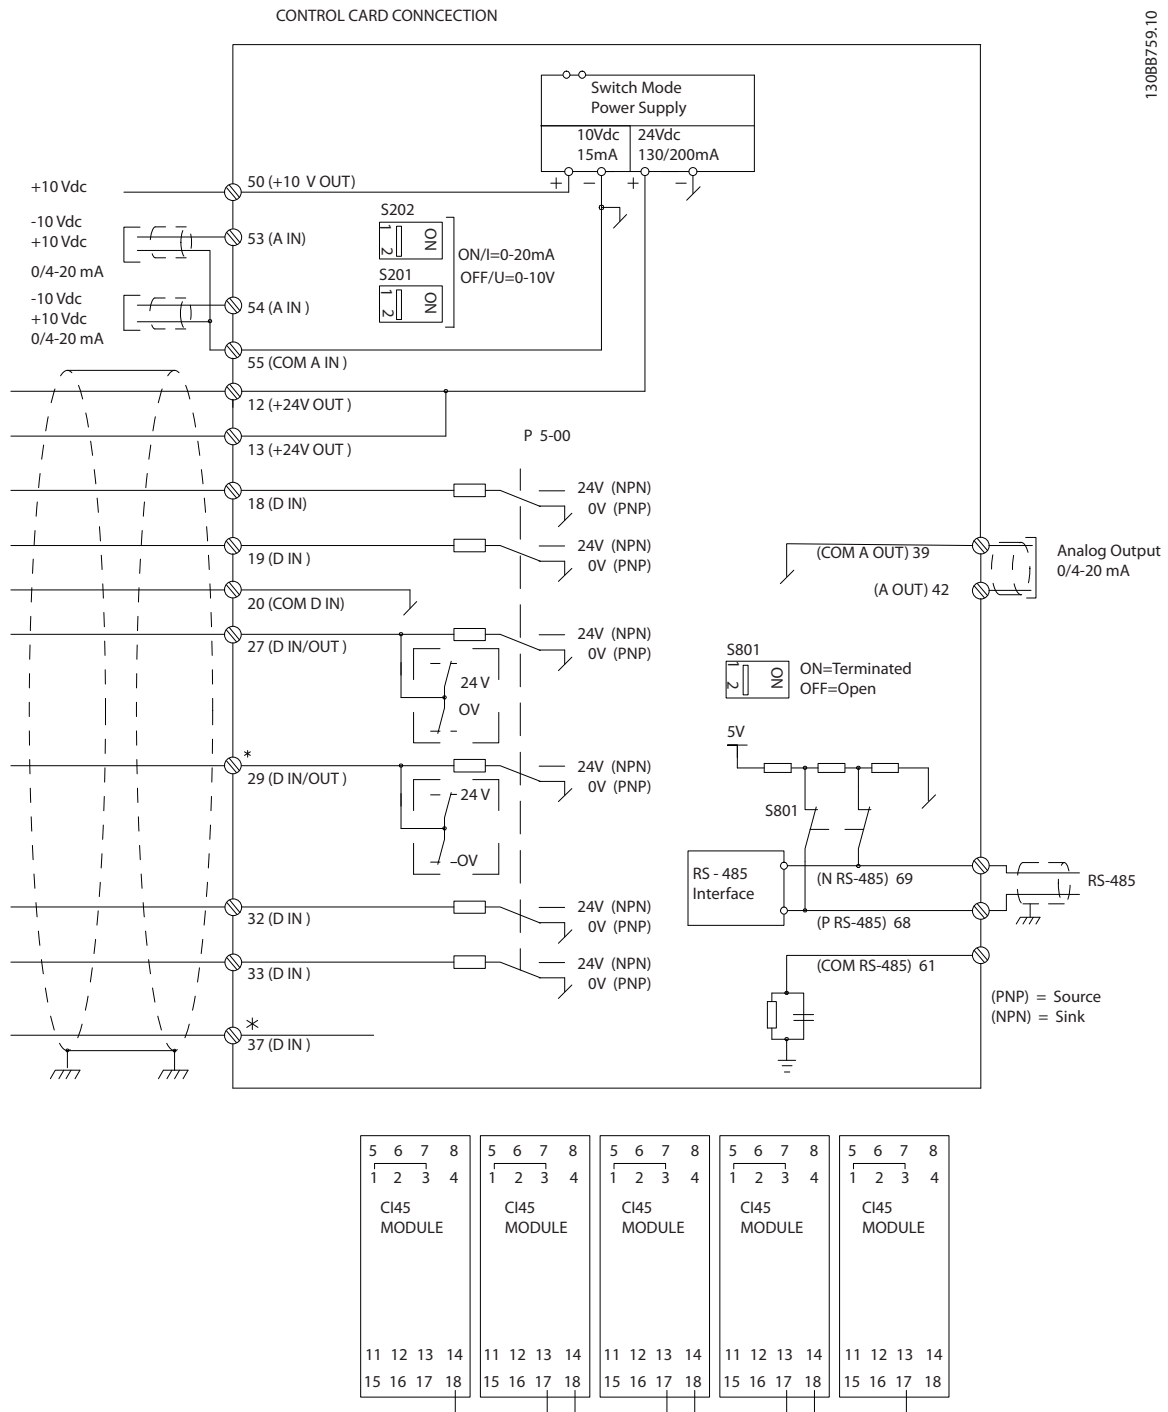 CONTROL CARD CONNCECTION
130BB759.10
Switch Mode
Power Supply
10Vdc
15mA
24Vdc
130/200mA
+ - + -
+10 Vdc
50 (+10 V OUT)
-10 Vdc
+10 Vdc
0/4-20 mA
53 (A IN)
S202
1 2 ON
ON/I=0-20mA
OFF/U=0-10V
S201
1 2 ON
-10 Vdc
+10 Vdc
0/4-20 mA
54 (A IN )
55 (COM A IN )
12 (+24V OUT )
13 (+24V OUT )
P 5-00
18 (D IN)
24V (NPN)
0V (PNP)
19 (D IN )
24V (NPN)
0V (PNP)
20 (COM D IN)
27 (D IN/OUT )
24V (NPN)
0V (PNP)
24 V
OV
*
29 (D IN/OUT )
24V (NPN)
0V (PNP)
24 V
OV
32 (D IN )
24V (NPN)
0V (PNP)
33 (D IN )
24V (NPN)
0V (PNP)
*
37 (D IN )
(COM A OUT) 39
(A OUT) 42
Analog Output
0/4-20 mA
S801
1 2 ON
ON=Terminated
OFF=Open
5V
S801
RS - 485
Interface
(N RS-485) 69
(P RS-485) 68
RS-485
(COM RS-485) 61
(PNP) = Source
(NPN) = Sink
5 6 7 8
1 2 3 4
CI45
MODULE
11 12 13 14
15 16 17 18
5 6 7 8
1 2 3 4
CI45
MODULE
11 12 13 14
15 16 17 18
5 6 7 8
1 2 3 4
CI45
MODULE
11 12 13 14
15 16 17 18
5 6 7 8
1 2 3 4
CI45
MODULE
11 12 13 14
15 16 17 18
5 6 7 8
1 2 3 4
CI45
MODULE
11 12 13 14
15 16 17 18